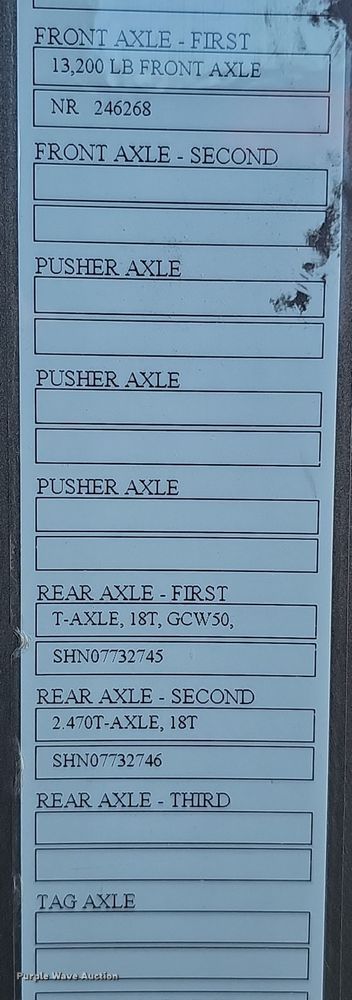 FRONT AXLE - FIRST
13,200 LB FRONT AXLE
NR 246268
FRONT AXLE - SECOND
PUSHER AXLE
PUSHER AXLE
PUSHER AXLE
REAR AXLE - FIRST
T-AXLE, 18T, GCW50,
SHN07732745
REAR AXLE - SECOND
2.470T-AXLE, 18T
SHN07732746
REAR AXLE - THIRD
TAG AXLE
Purple Wave Auction